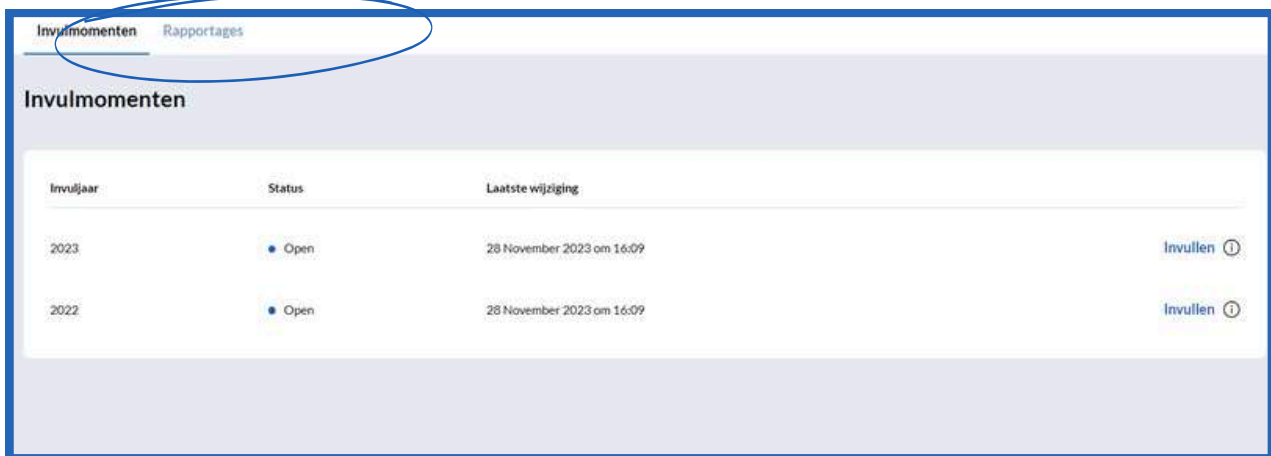 Invulmomenten Rapportages
Invulmomenten
Invuljaar Status Laatste wijziging
2023 Open 28 November 2023 om 16:09 Invullen
2022 Open 28 November 2023 om 16:09 Invullen